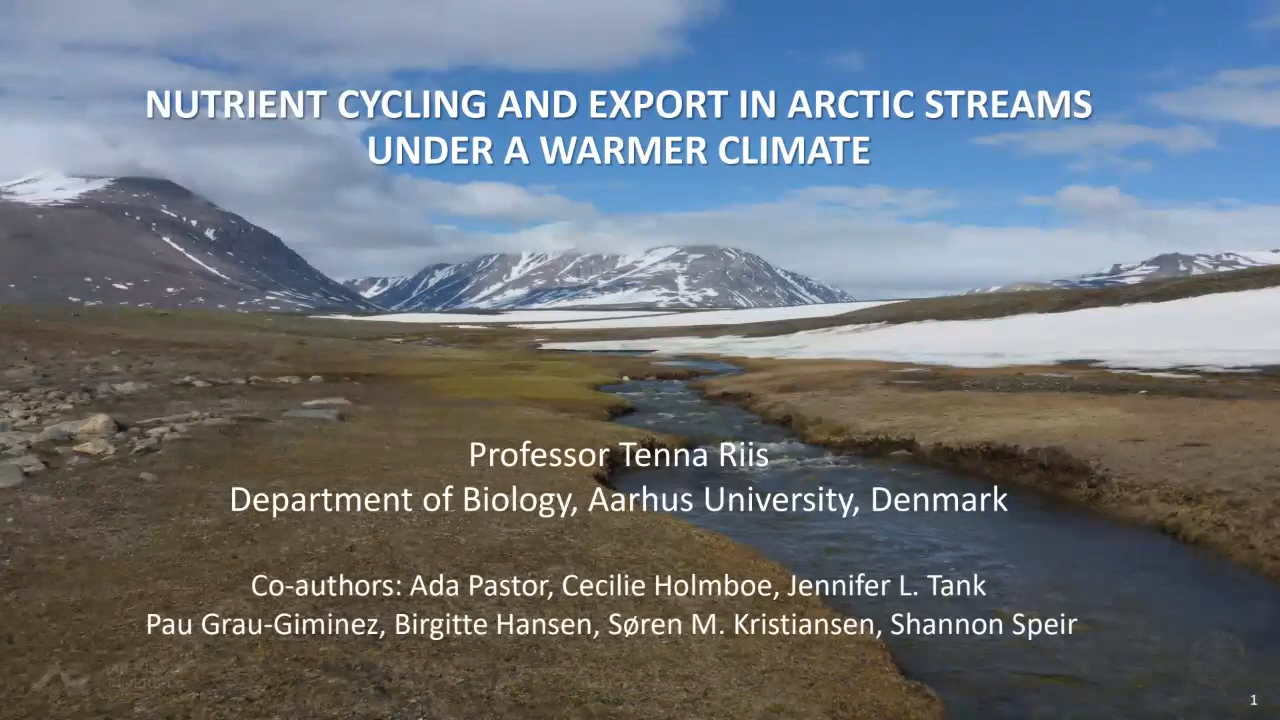 NUTRIENT CYCLING AND EXPORT IN ARCTIC STREAMS
UNDER A WARMER CLIMATE
Professor Tenna Riis
Department of Biology, Aarhus University, Denmark
Co-authors: Ada Pastor, Cecilie Holmboe, Jennifer L. Tank
Pau Grau-Giminez, Birgitte Hansen, Søren M. Kristiansen, Shannon Speir
1